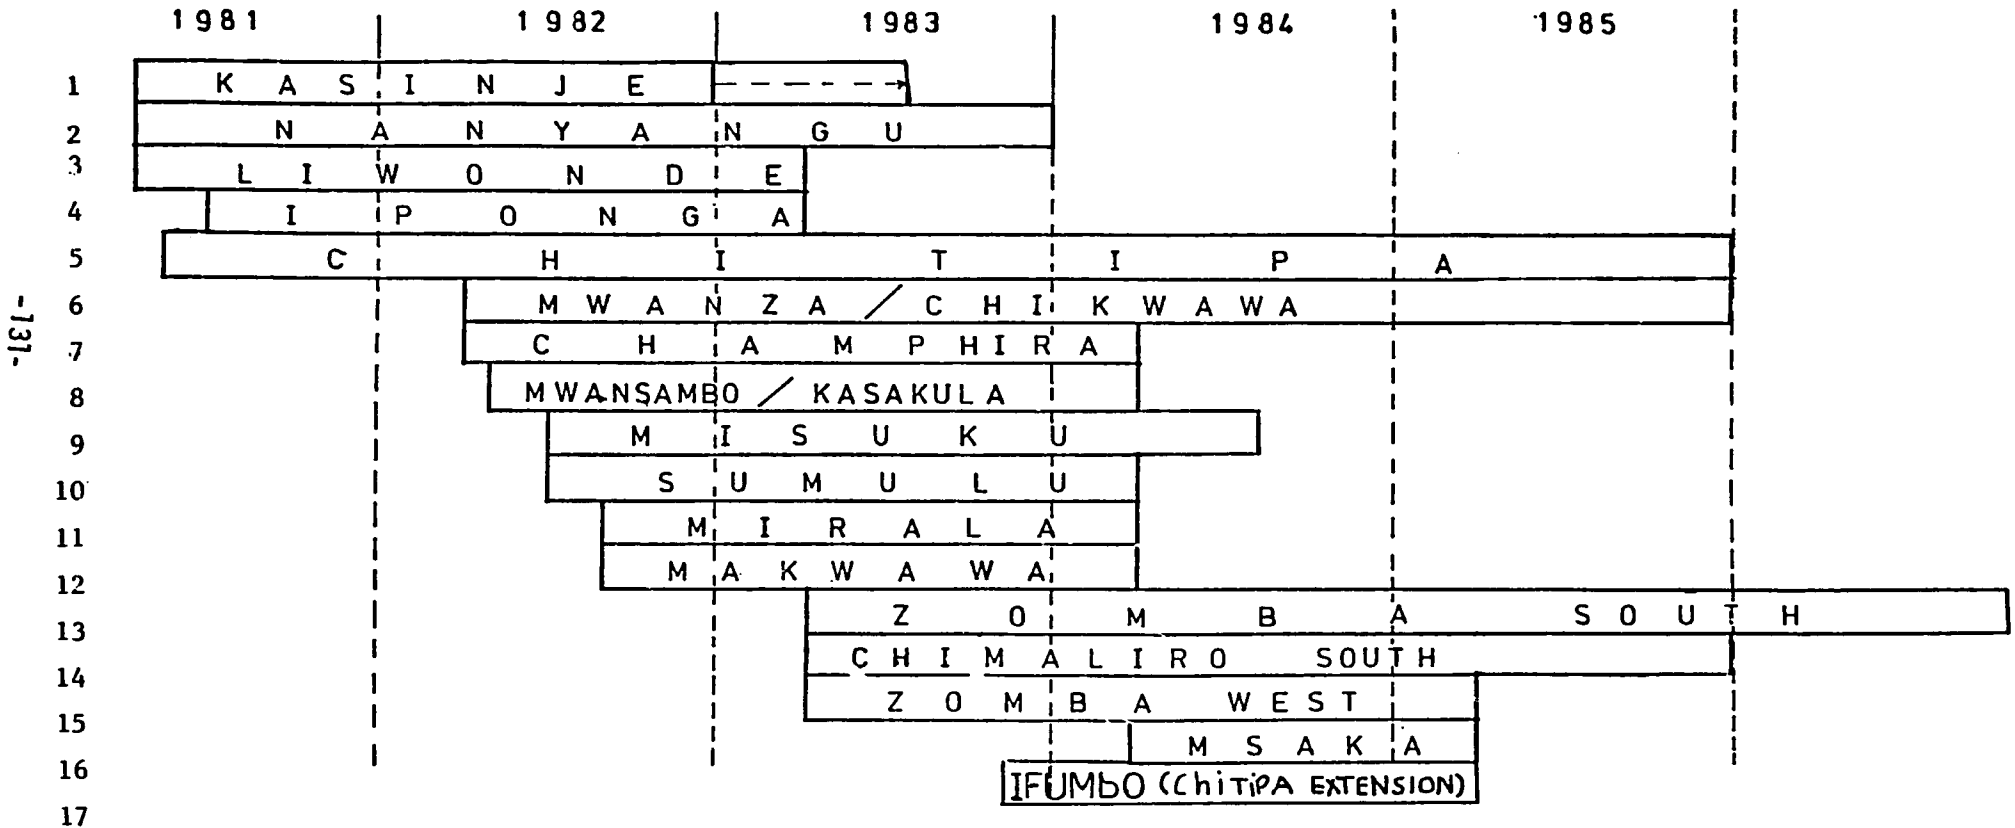 1981 1982 1983 1984 1985
1 KASINJE
2 NANYANGU
3 LIWONDE
4 IPONGA
5 CHITIPA
6 MWANZA / CHIKWAWA
7 CHAMPHIRA
8 MWANSAMBO / KASAKULA
9 MISUKU
10 SUMULU
11 MIRALA
12 MAKWAWA
13 ZOMBA SOUTH
14 CHIMALIRO SOUTH
15 ZOMBA WEST
16 MSAKA
17 IFUMbO (ChiTiPA EXTENSION)
-131-